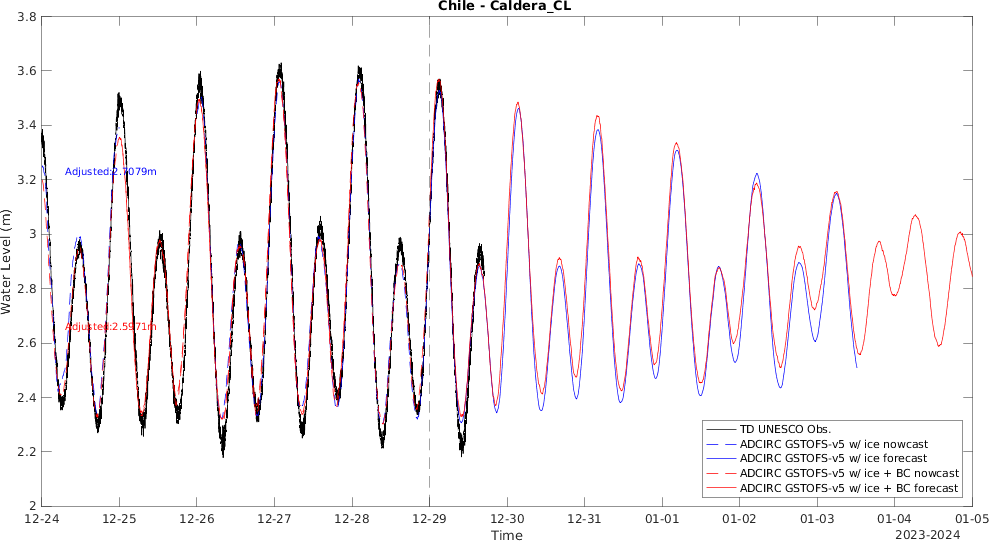 Chile - Caldera_CL
3.8
3.6
3.4
3.2
3
2.8
2.6
2.4
2.2
2
Water Level (m)
Adjusted:2.7079m
Adjusted:2.5971m
TD UNESCO Obs.
ADCIRC GSTOFS-v5 w/ ice nowcast
ADCIRC GSTOFS-v5 w/ ice forecast
ADCIRC GSTOFS-v5 w/ ice + BC nowcast
ADCIRC GSTOFS-v5 w/ ice + BC forecast
12-24 12-25 12-26 12-27 12-28 12-29 12-30 12-31 01-01 01-02 01-03 01-04 01-05
Time
2023-2024